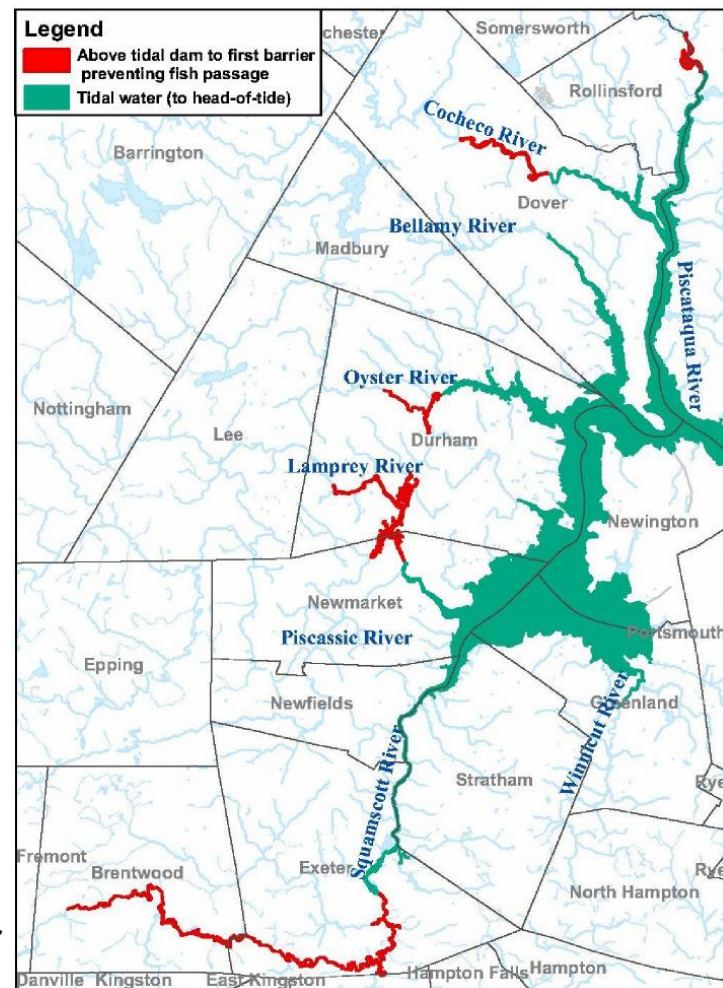 Legend
Above tidal dam to first barrier
preventing fish passage
Tidal water (to head-of-tide)
chester
Somersworth
Rollinsford
Cocheco River
Barrington
Dover
Bellamy River
Madbury
Piscataqua River
Oyster River
Nottingham
Lee
Durham
Lamprey River
Newington
Newmarket
Portsmouth
Piscassic River
Epping
Newfields
Greenland
Winnicut River
Squamscott River
Stratham
Rye
Fremont
Brentwood
Exeter
Rye
North Hampton
Danville
Kingston
East Kingston
Hampton Falls
Hampton